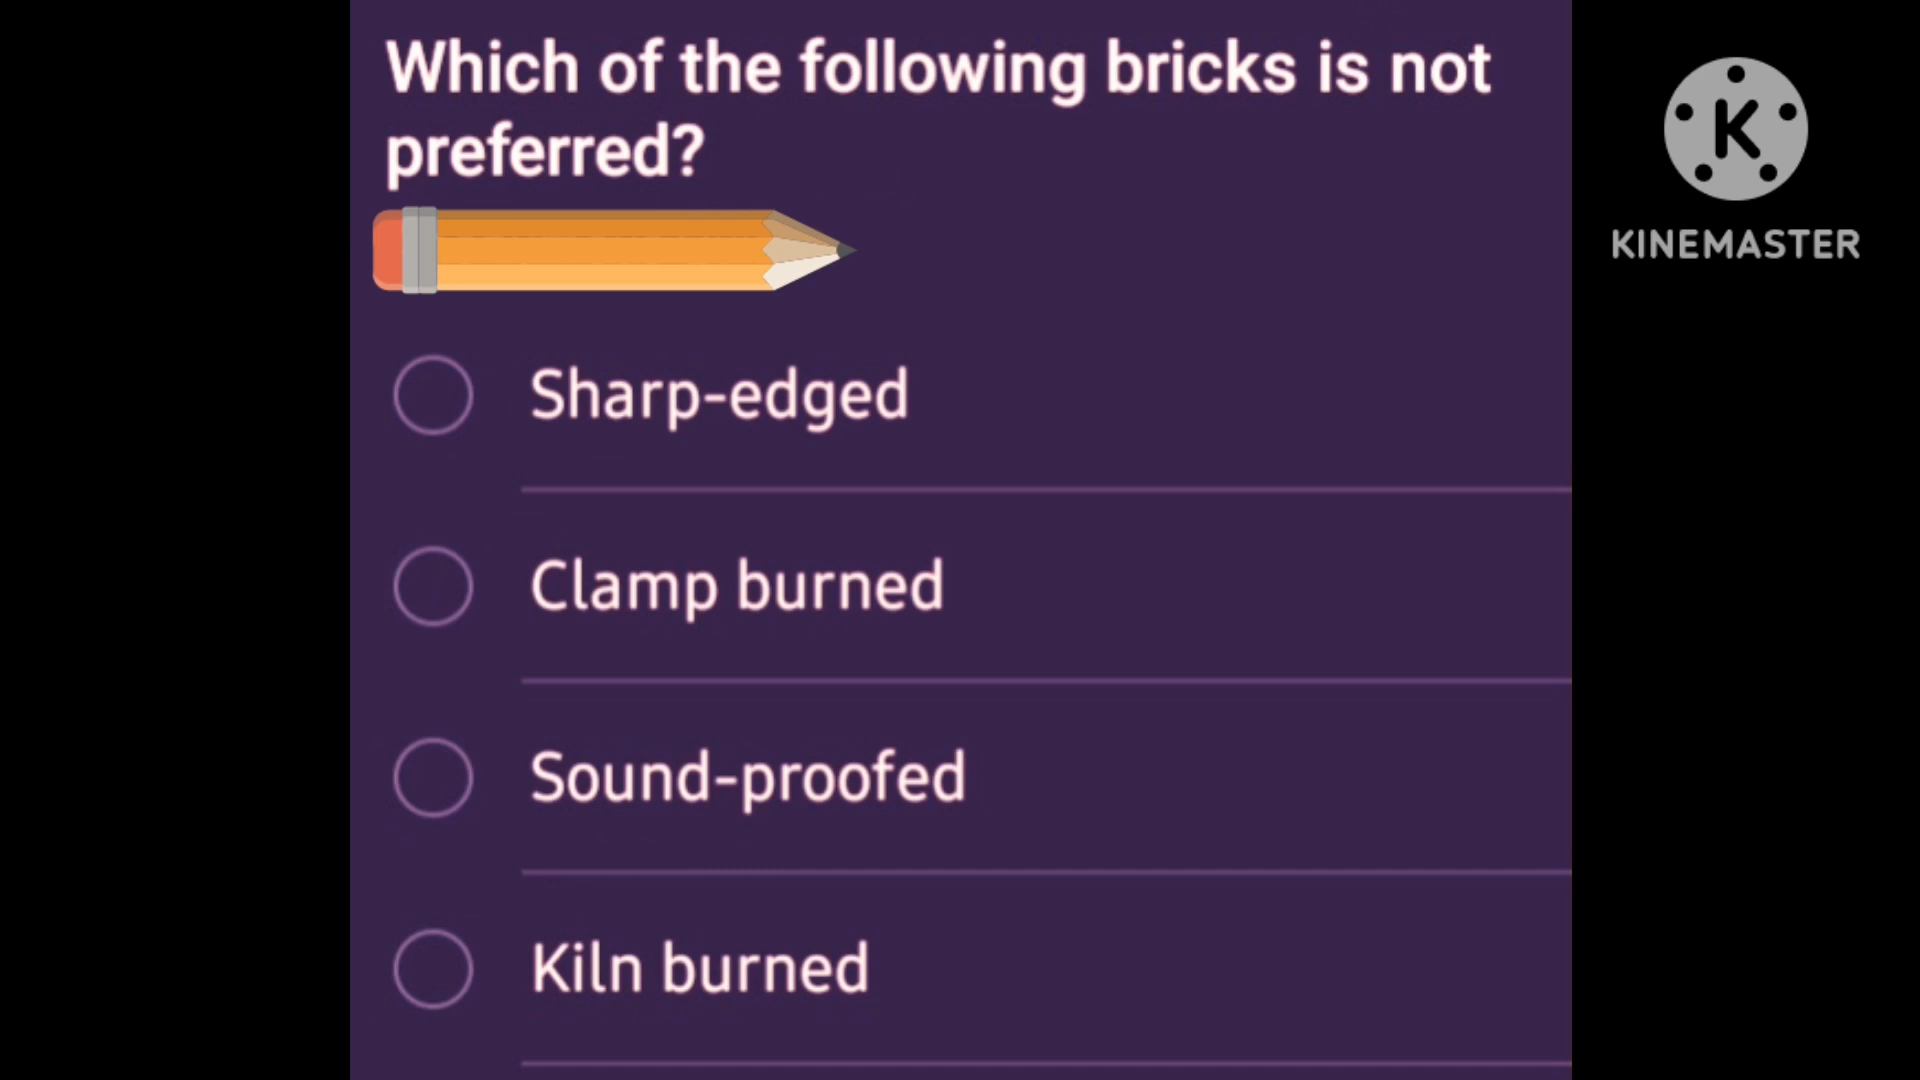 Which of the following bricks is not
preferred?
K
KINEMASTER
Sharp-edged
Clamp burned
Sound-proofed
Kiln burned